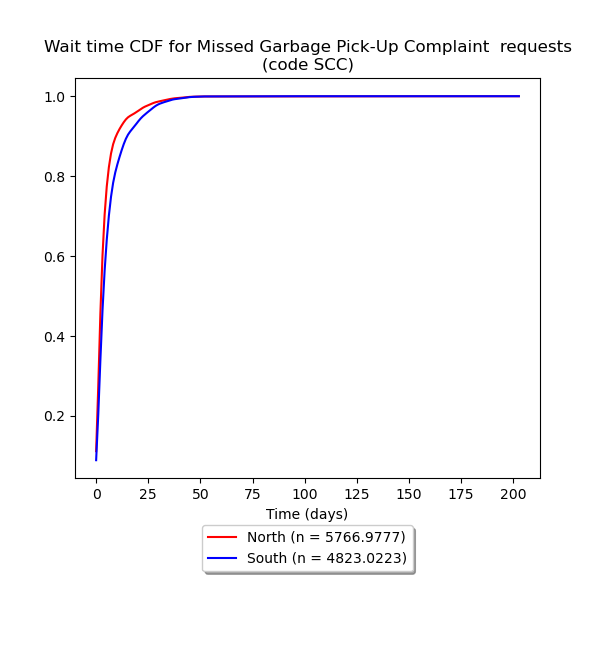 Wait time CDF for Missed Garbage Pick-Up Complaint  requests
(code SCC)
1.0
0.8
0.6
0.4
0.2
0 25 50 75 100 125 150 175 200
Time (days)
North (n = 5766.9777)
South (n = 4823.0223)